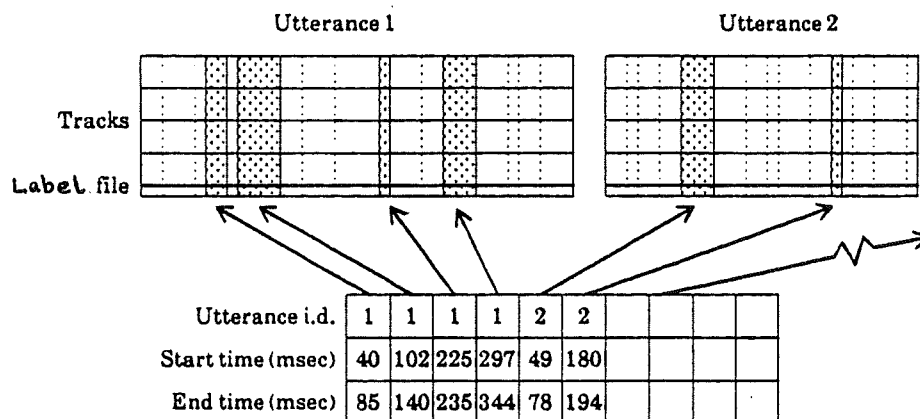 Utterance 1 Utterance 2
Tracks
Label file
Utterance i.d. 1 1 1 1 2 2
Start time (msec) 40 102 225 297 49 180
End time (msec) 85 140 235 344 78 194